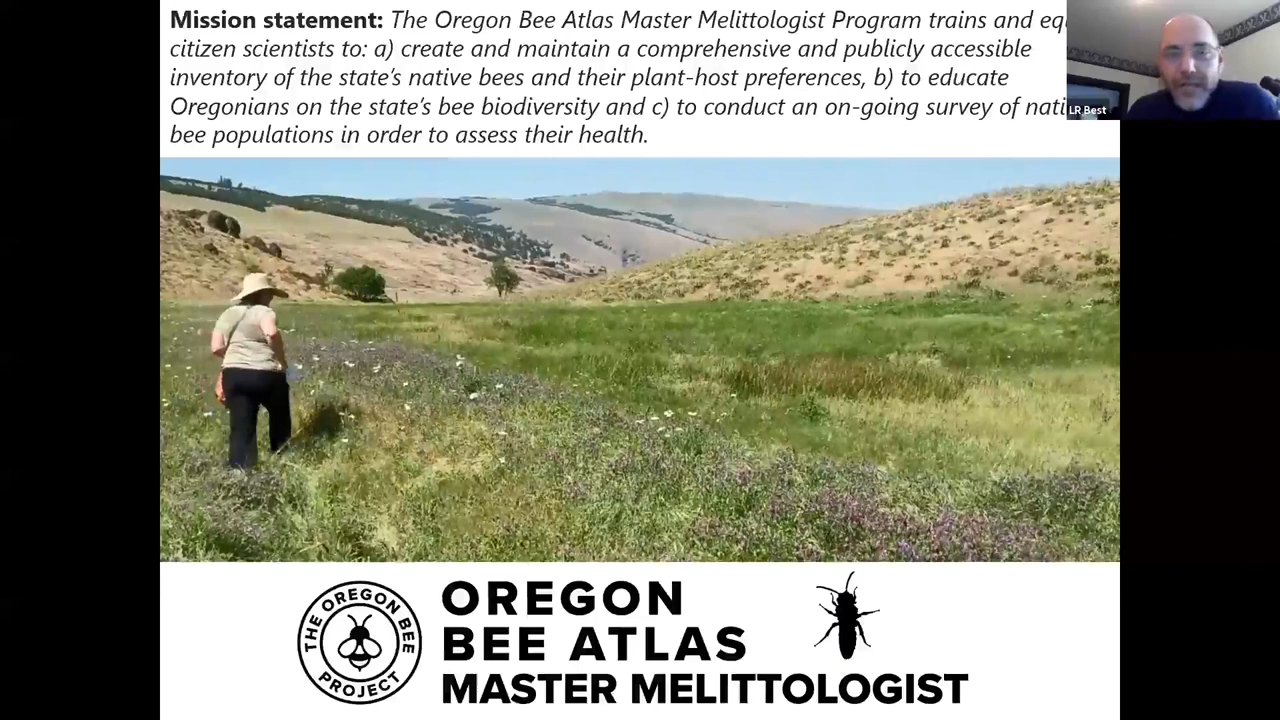 Mission statement: The Oregon Bee Atlas Master Melittologist Program trains and
citizen scientists to: a) create and maintain a comprehensive and publicly accessible
inventory of the state's native bees and their plant-host preferences, b) to educate
Oregonians on the state's bee biodiversity and c) to conduct an on-going survey of
bee populations in order to assess their health.
LR Best
THE OREGON BEE
PROJECT
OREGON
BEE ATLAS
MASTER MELITTOLOGIST